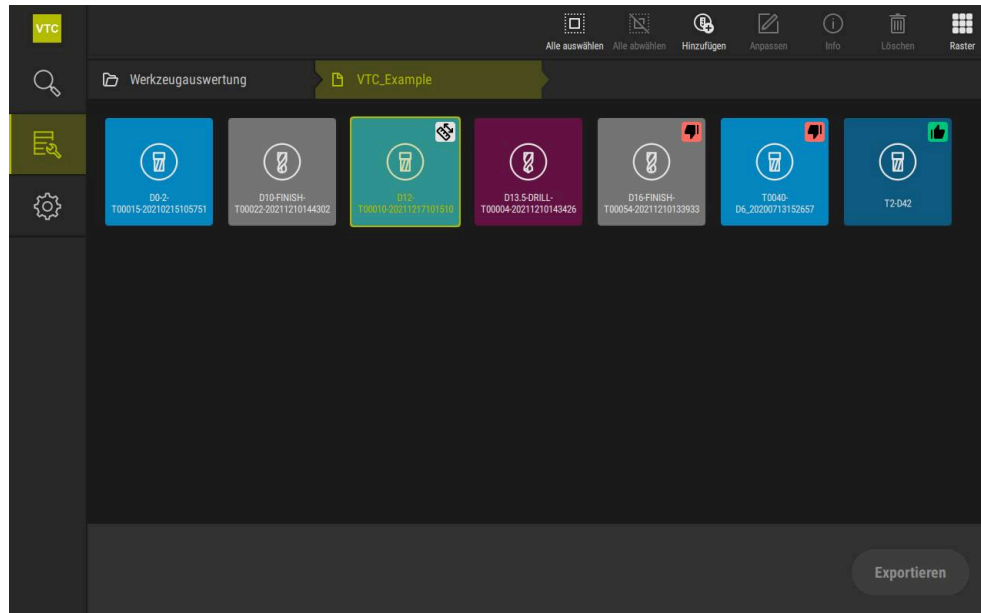 VTC
Alle auswählen
Alle abwählen
Hinzufügen
Anpassen
Info
Löschen
Raster
Werkzeugauswertung
VTC_Example
D0-2-
T00015-20210215105751
D10-FINISH-
T00022-20211210144302
D12-
T00010-20211217101510
D13.5-DRILL-
T00004-20211210143426
D16-FINISH-
T00054-20211210133933
T0040-
D6_20200713152657
T2-D42
Exportieren